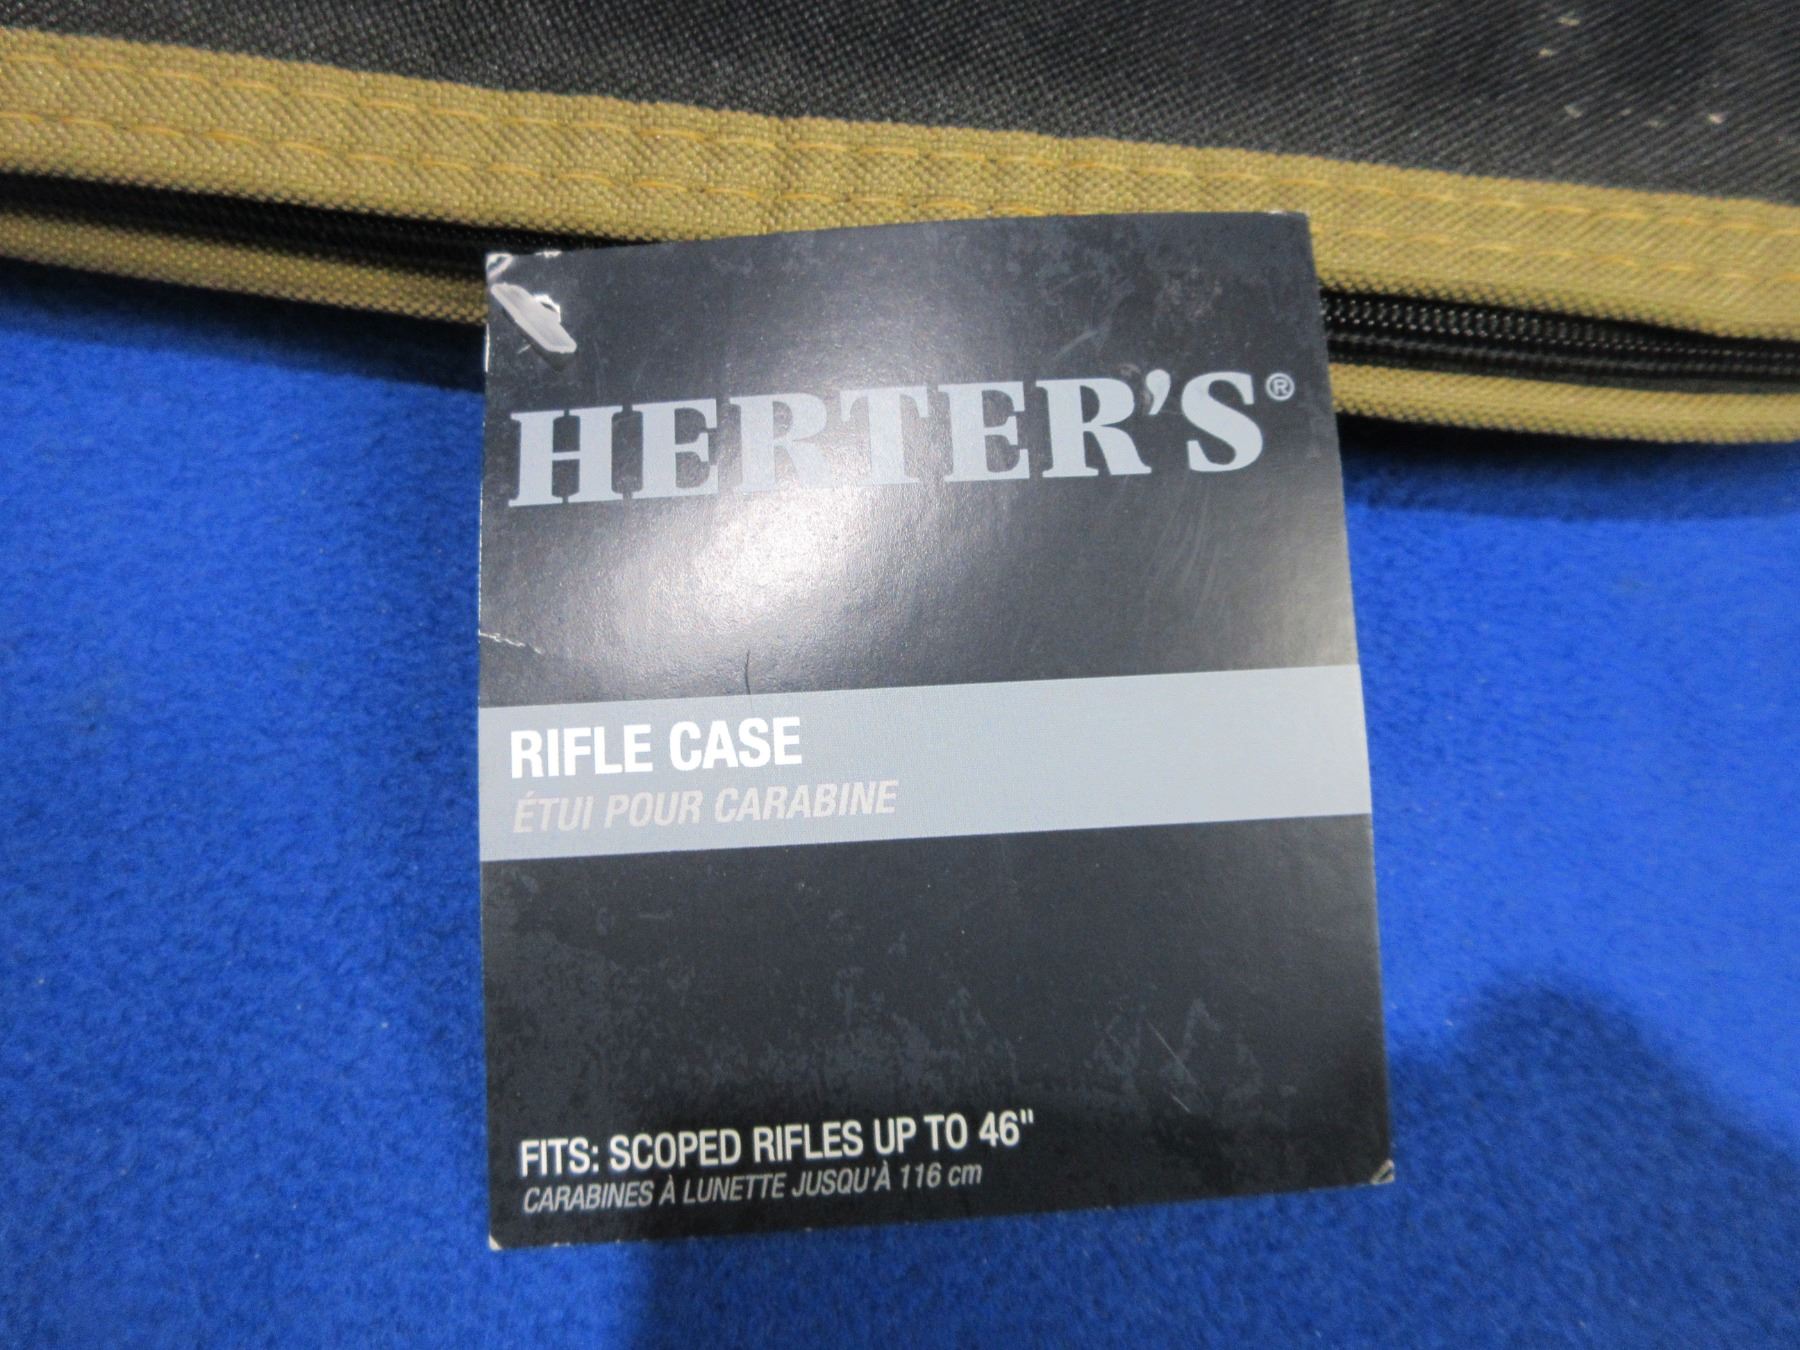 HERTER'S®
RIFLE CASE
ÉTUI POUR CARABINE
FITS: SCOPED RIFLES UP TO 46"
CARABINES À LUNETTE JUSQU'À 116 cm